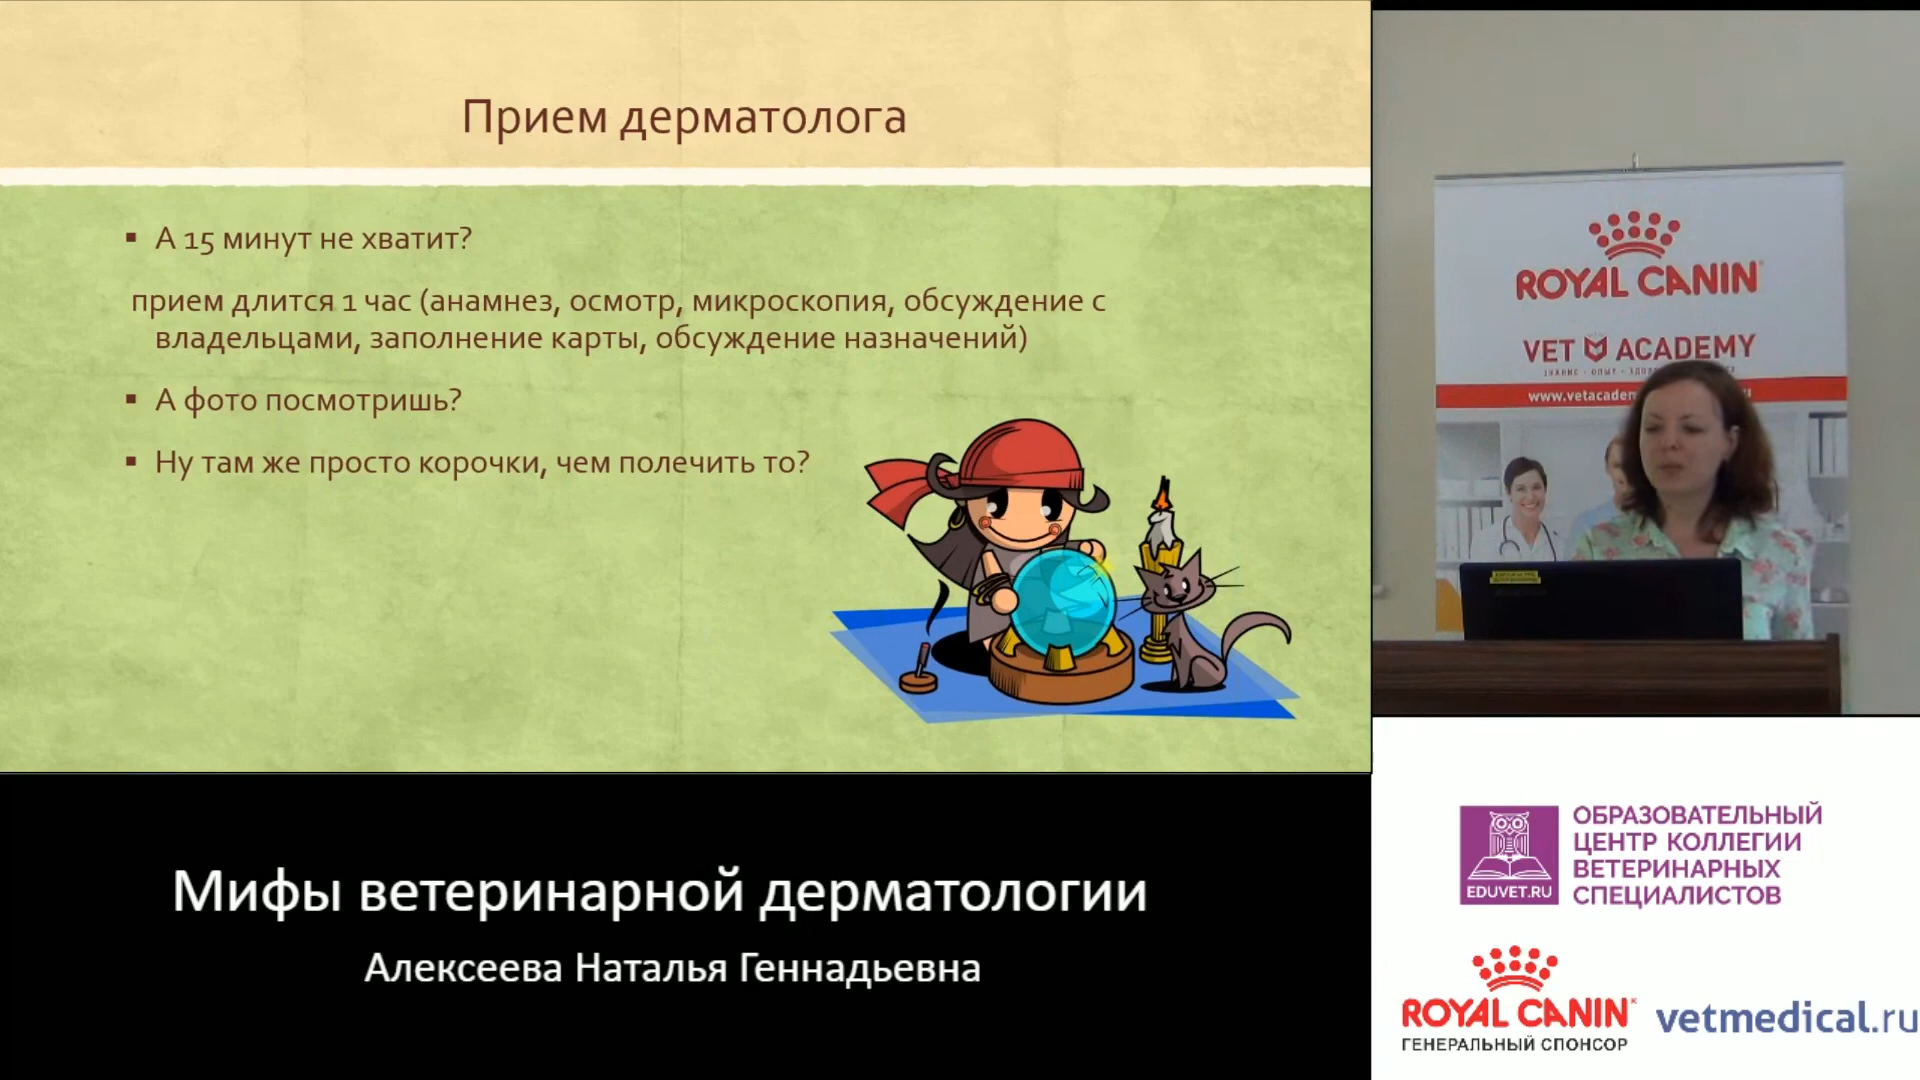 Прием дерматолога
▪ А 15 минут не хватит?
прием длится 1 час (анамнез, осмотр, микроскопия, обсуждение с
владельцами, заполнение карты, обсуждение назначений)
▪ А фото посмотришь?
▪ Ну там же просто корочки, чем полечить то?
ROYAL CANIN
VET ACADEMY
www.vetacadem
Мифы ветеринарной дерматологии
Алексеева Наталья Геннадьевна
ОБРАЗОВАТЕЛЬНЫЙ
ЦЕНТР КОЛЛЕГИИ
ВЕТЕРИНАРНЫХ
СПЕЦИАЛИСТОВ
EDUVET.RU
ROYAL CANIN
ГЕНЕРАЛЬНЫЙ СПОНСОР
vetmedical.ru